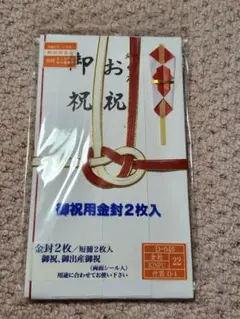 御祝
お祝
御祝用金封2枚入
金封2枚/短冊2枚入
御祝、御出産御祝
(両面シール入)
用途に合わせてお使い下さい
22